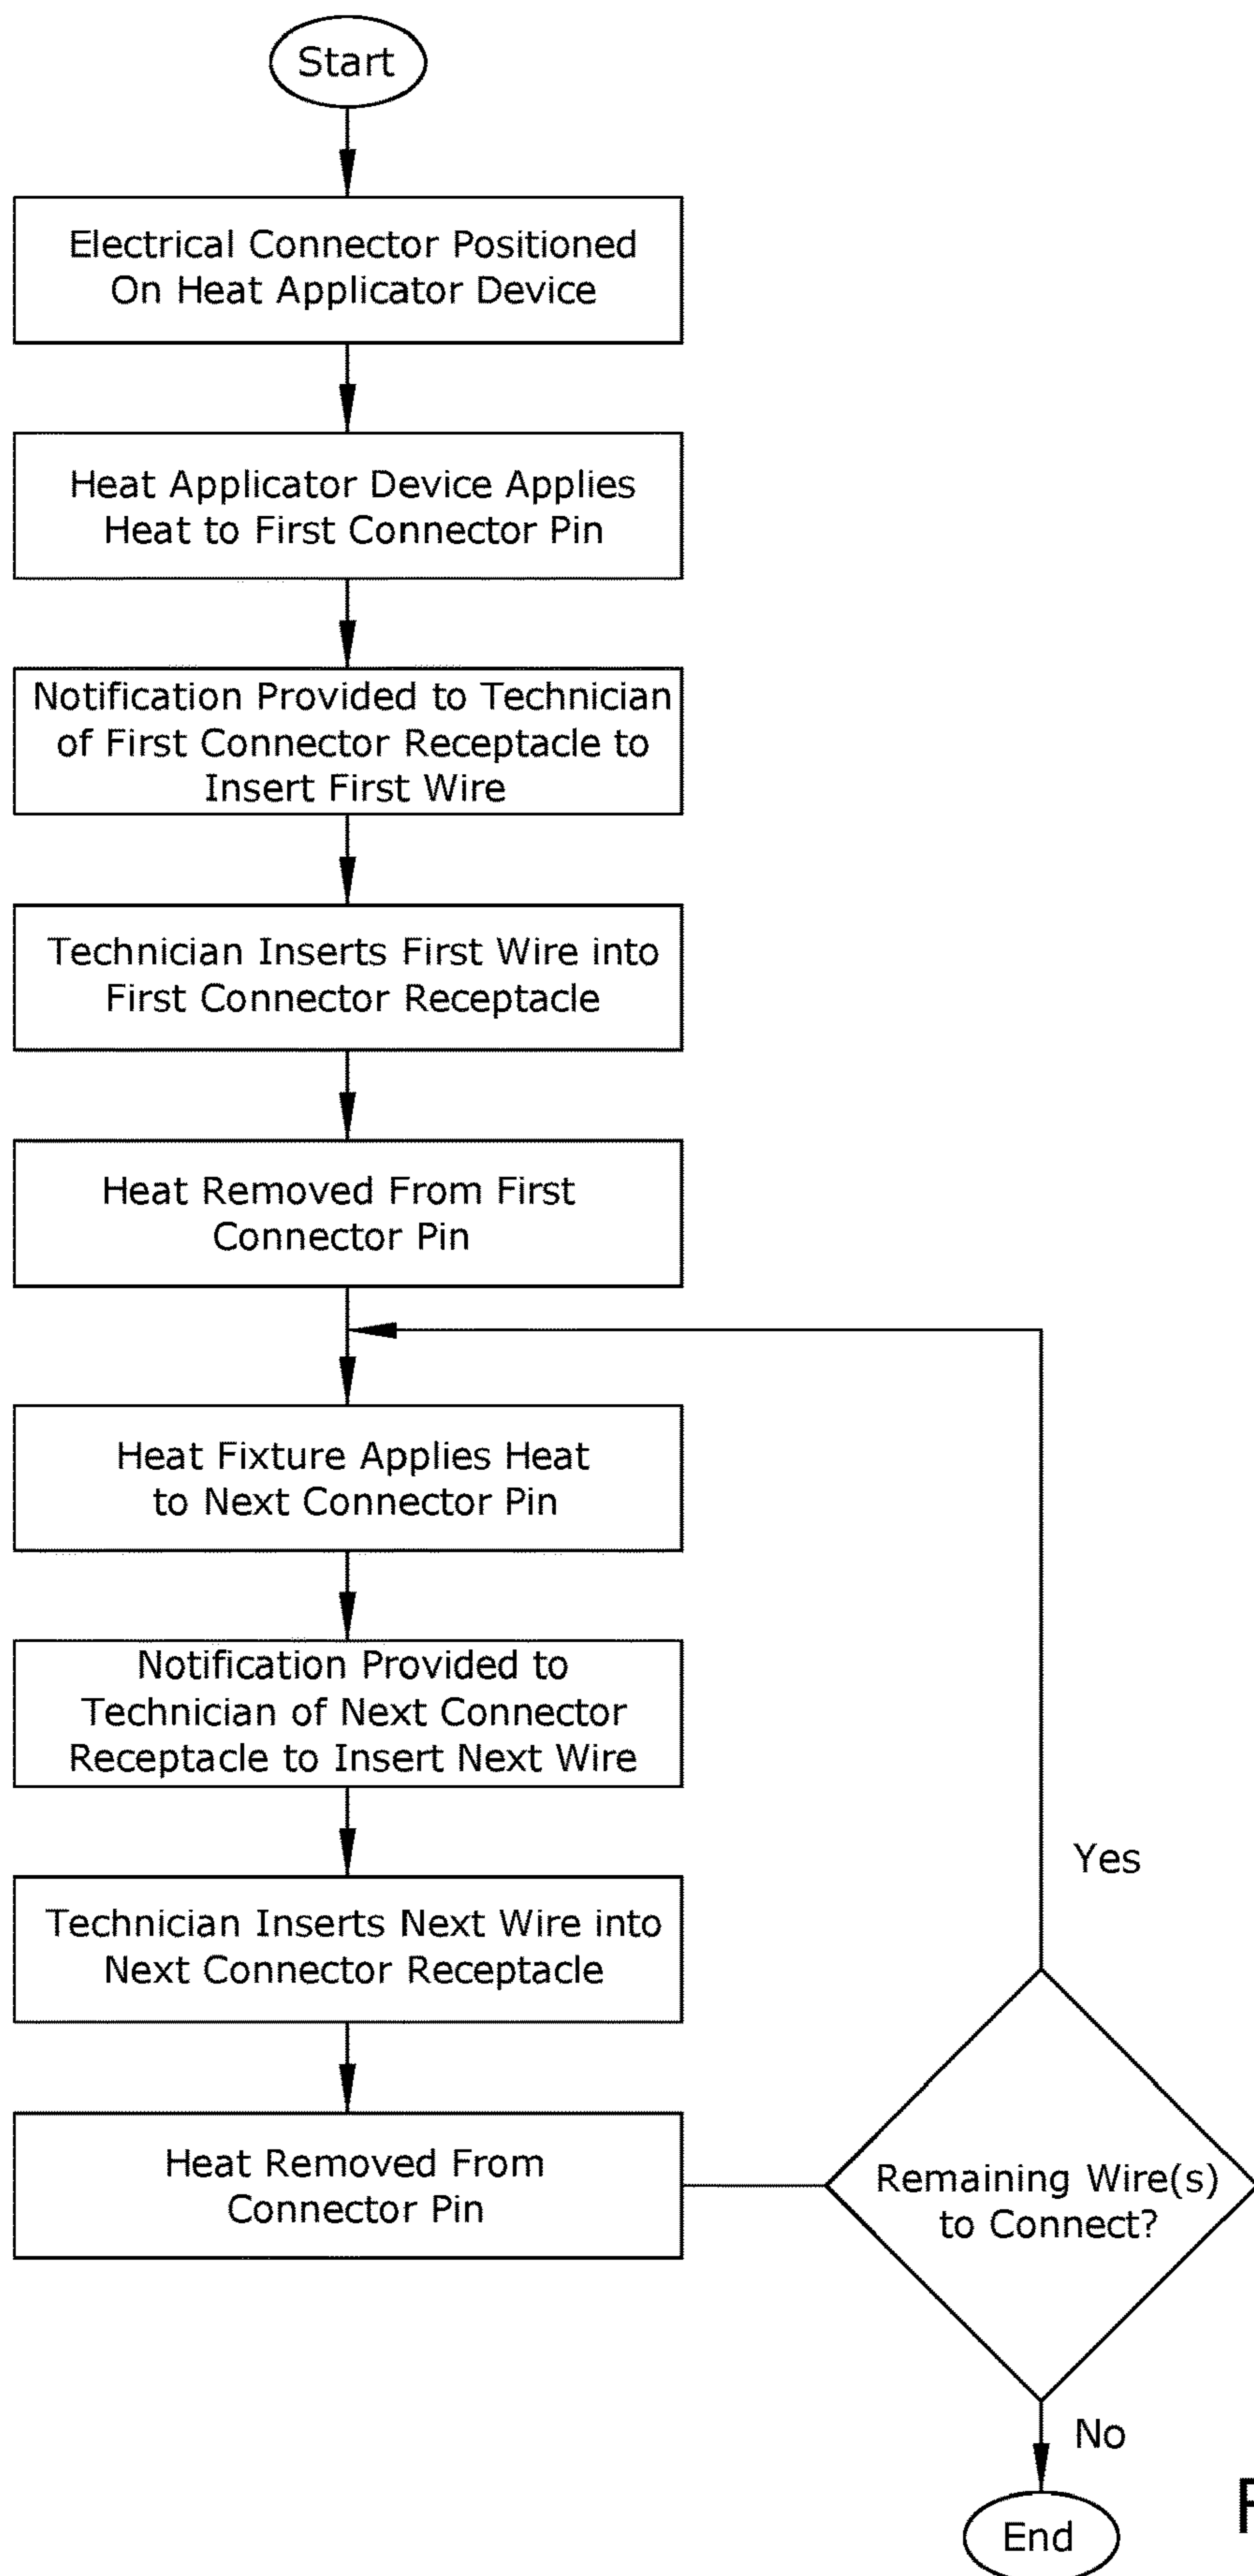 Start
Electrical Connector Positioned
On Heat Applicator Device
Heat Applicator Device Applies
Heat to First Connector Pin
Notification Provided to Technician
of First Connector Receptacle to
Insert First Wire
Technician Inserts First Wire into
First Connector Receptacle
Heat Removed From First
Connector Pin
Heat Fixture Applies Heat
to Next Connector Pin
Notification Provided to
Technician of Next Connector
Receptacle to Insert Next Wire
Technician Inserts Next Wire into
Next Connector Receptacle
Heat Removed From
Connector Pin
Yes
Remaining Wire(s)
to Connect?
No
End